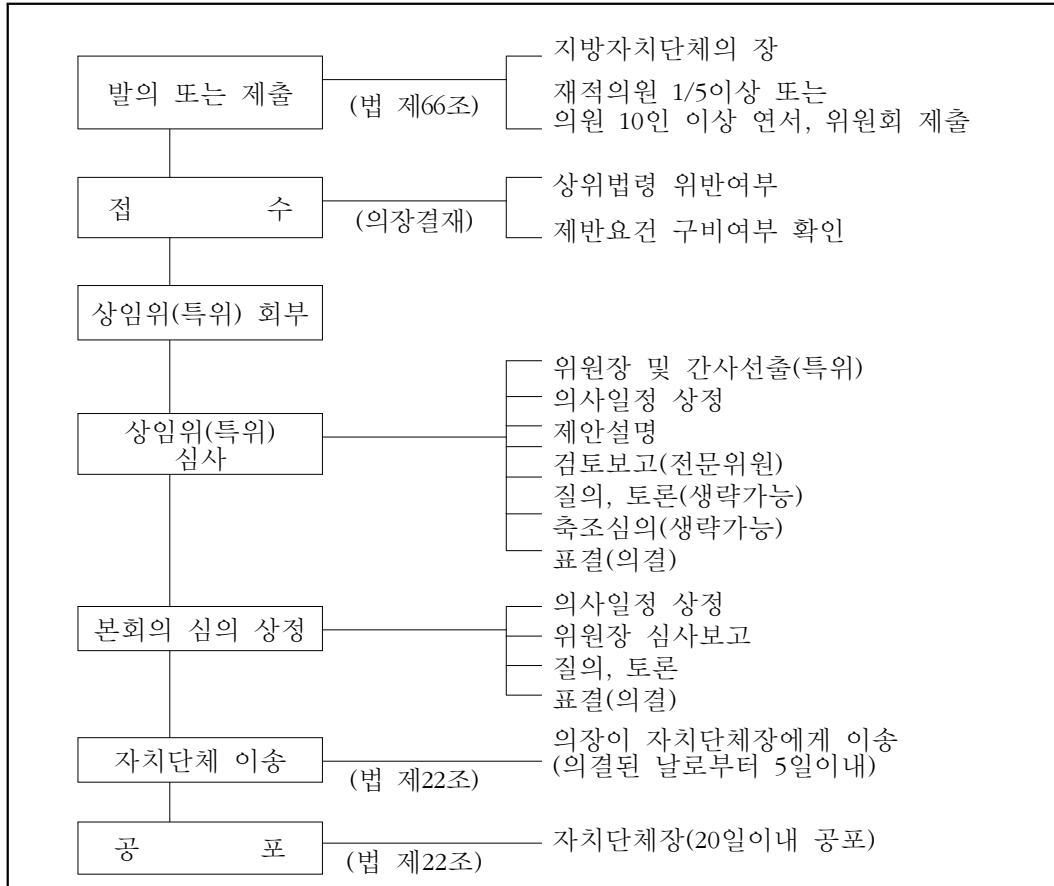 발의 또는 제출
(법 제66조)
지방자치단체의 장
재적의원 1/5이상 또는
의원 10인 이상 연서, 위원회 제출
접 수
(의장결재)
상위법령 위반여부
제반요건 구비여부 확인
상임위(특위) 회부
상임위(특위)
심사
위원장 및 간사선출(특위)
의사일정 상정
제안설명
검토보고(전문위원)
질의, 토론(생략가능)
축조심의(생략가능)
표결(의결)
본회의 심의 상정
의사일정 상정
위원장 심사보고
질의, 토론
표결(의결)
자치단체 이송
(법 제22조)
의장이 자치단체장에게 이송
(의결된 날로부터 5일이내)
공 포
(법 제22조)
자치단체장(20일이내 공포)